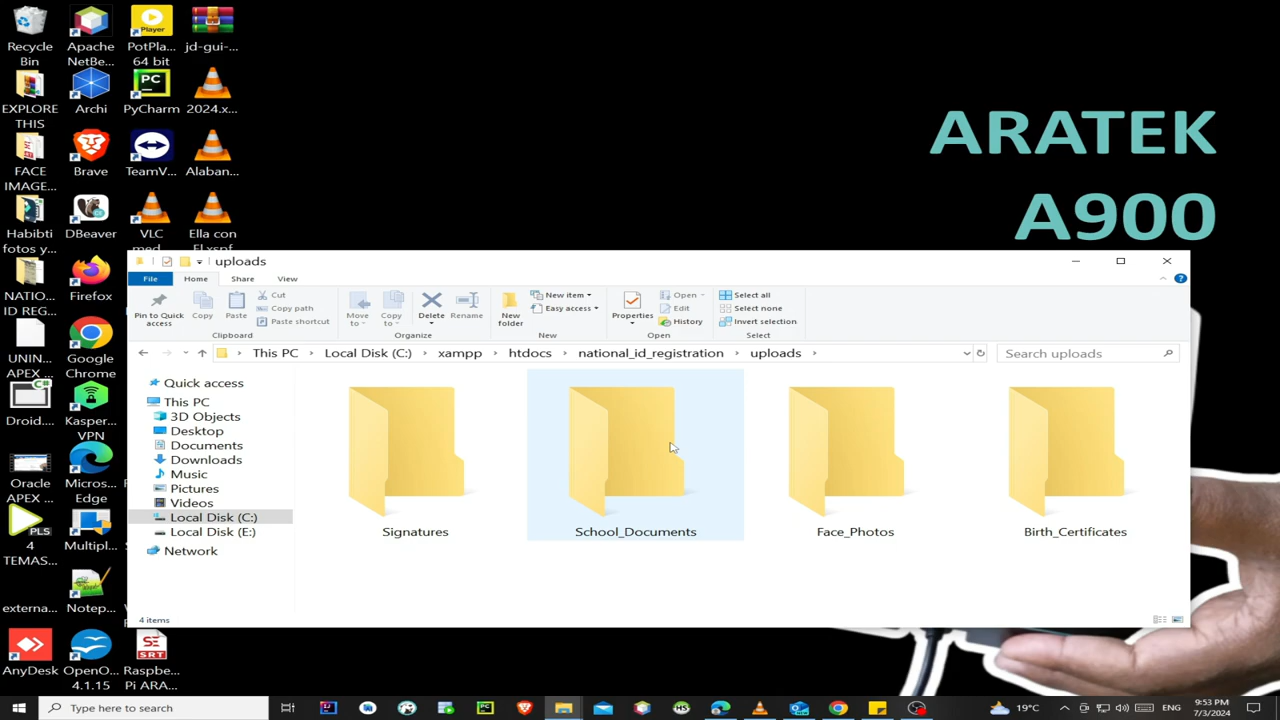 Recycle Bin
Apache NetBe...
PotPla... 64 bit
jd-gui-...
EXPLORE THIS
Archi
PyCharm
2024.x...
FACE IMAGE...
Brave
TeamV...
Alaban...
Habibti fotos y...
DBeaver
VLC med...
Ella con El.xspf
NATIO... ID REG...
Firefox
UNIN... APEX ...
Google Chrome
Droid...
Kasper... VPN
Oracle APEX ...
Micros... Edge
4 TEMAS...
Multipl...
externa...
Notep...
AnyDesk
OpenO... 4.1.15
Raspbe... Pi ARA...
ARATEK
A900
uploads
File
Home
Share
View
Pin to Quick access
Copy
Paste
Cut
Copy path
Paste shortcut
Clipboard
Move to
Copy to
Delete
Rename
Organize
New folder
New item
Easy access
New
Properties
Open
Edit
History
Open
Select all
Select none
Invert selection
Select
This PC > Local Disk (C:) > xampp > htdocs > national_id_registration > uploads >
Search uploads
Quick access
This PC
3D Objects
Desktop
Documents
Downloads
Music
Pictures
Videos
Local Disk (C:)
Local Disk (E:)
Network
Signatures
School_Documents
Face_Photos
Birth_Certificates
4 items
Type here to search
19°C
ENG
9:53 PM
7/3/2024